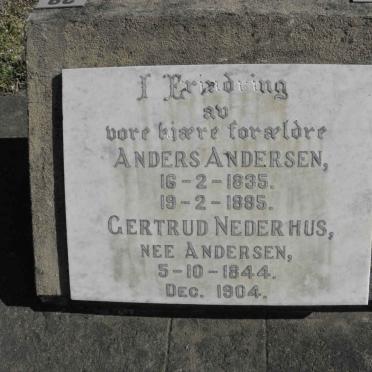 I Erindring
av
vore kjære forældre
ANDERS ANDERSEN,
16-2-1835.
19-2-1885.
GERTRUD NEDERHUS,
NEE ANDERSEN,
5-10-1844.
DEC. 1904.